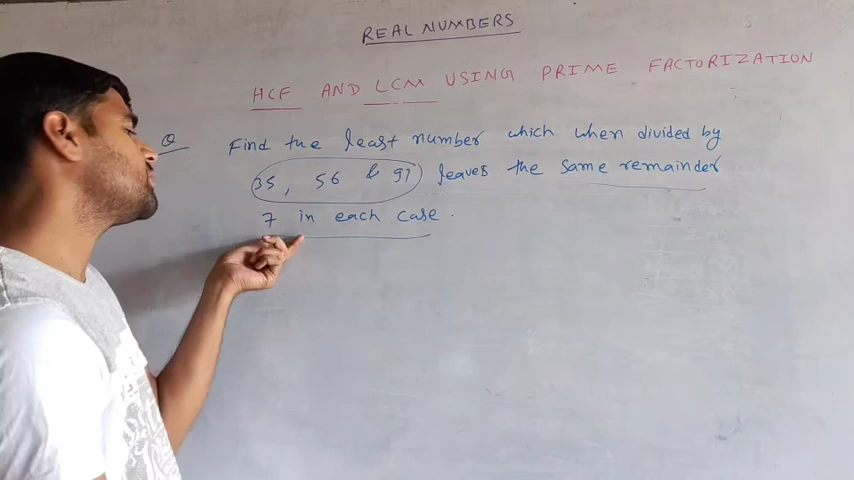 REAL NUMBERS
HCF AND LCM USING PRIME FACTORIZATION
Q Find the least number which when divided by
35, 56 & 91 leaves the same remainder
7 in each case.